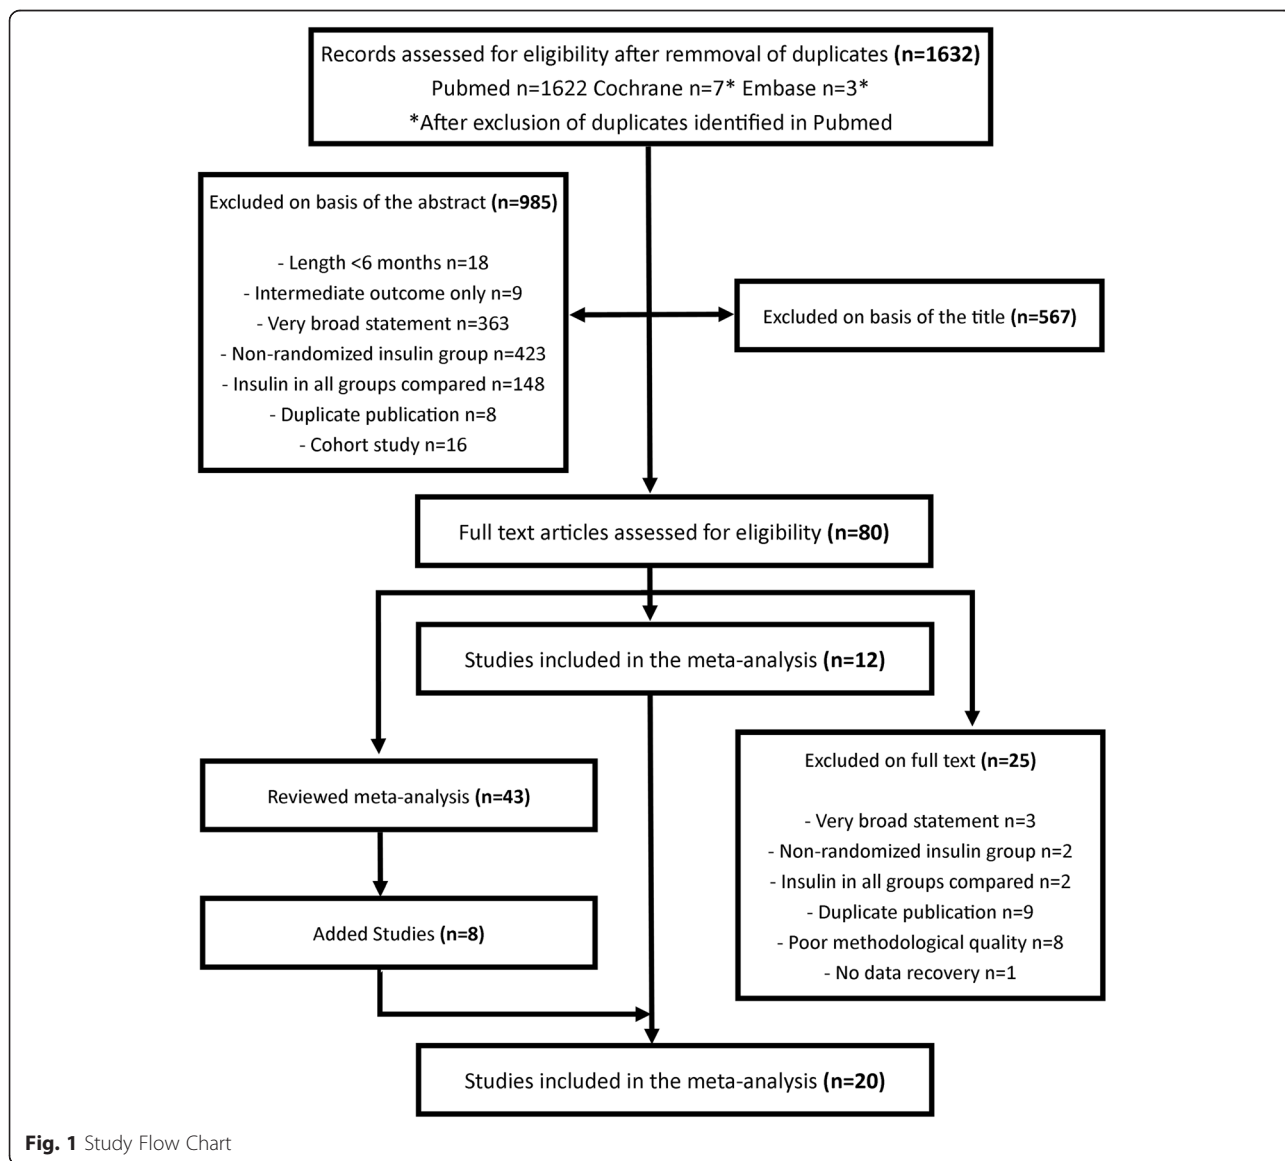 Records assessed for eligibility after remmoval of duplicates (n=1632)
Pubmed n=1622 Cochrane n=7* Embase n=3*
*After exclusion of duplicates identified in Pubmed
Excluded on basis of the abstract (n=985)
- Length <6 months n=18
- Intermediate outcome only n=9
- Very broad statement n=363
- Non-randomized insulin group n=423
- Insulin in all groups compared n=148
- Duplicate publication n=8
- Cohort study n=16
Excluded on basis of the title (n=567)
Full text articles assessed for eligibility (n=80)
Studies included in the meta-analysis (n=12)
Reviewed meta-analysis (n=43)
Added Studies (n=8)
Excluded on full text (n=25)
- Very broad statement n=3
- Non-randomized insulin group n=2
- Insulin in all groups compared n=2
- Duplicate publication n=9
- Poor methodological quality n=8
- No data recovery n=1
Studies included in the meta-analysis (n=20)
Fig. 1 Study Flow Chart